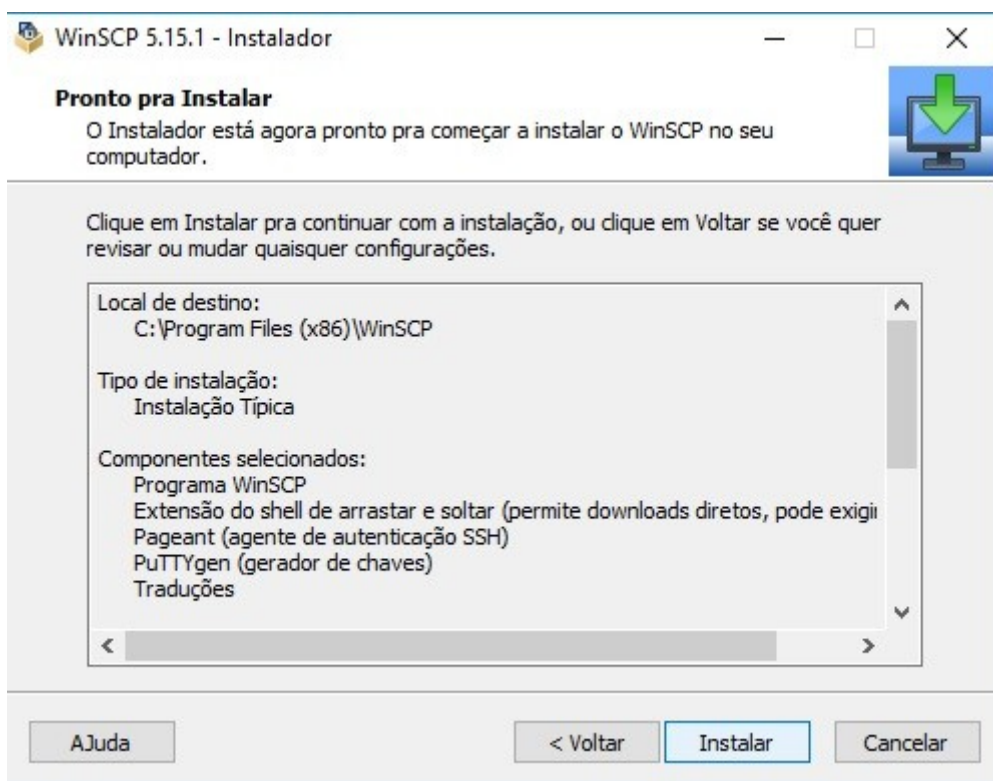 WinSCP 5.15.1 - Instalador
Pronto pra Instalar
O Instalador está agora pronto pra começar a instalar o WinSCP no seu
computador.
Clique em Instalar pra continuar com a instalação, ou clique em Voltar se você quer
revisar ou mudar quaisquer configurações.
Local de destino:
C:\Program Files (x86)\WinSCP
Tipo de instalação:
Instalação Típica
Componentes selecionados:
Programa WinSCP
Extensão do shell de arrastar e soltar (permite downloads diretos, pode exigi
Pageant (agente de autenticação SSH)
PuTTYgen (gerador de chaves)
Traduções
AJuda
< Voltar
Instalar
Cancelar